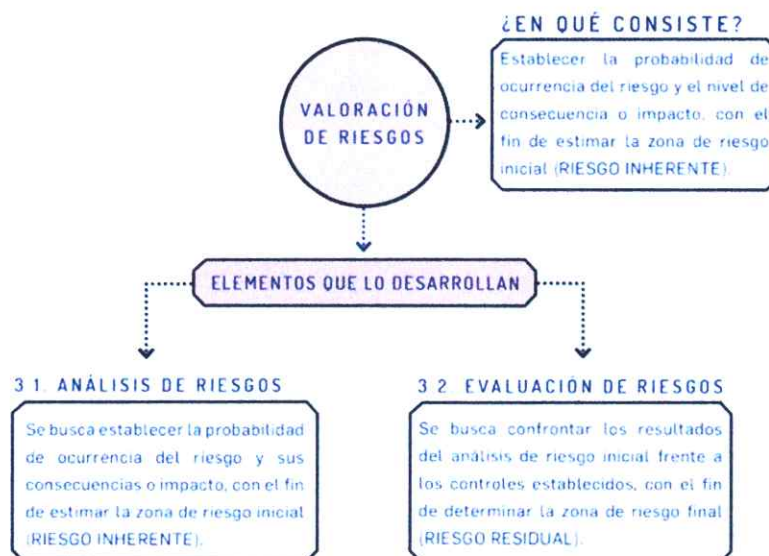 ¿EN QUÉ CONSISTE?
VALORACIÓN
DE RIESGOS
Establecer la probabilidad de
ocurrencia del riesgo y el nivel de
consecuencia o impacto, con el
fin de estimar la zona de riesgo
inicial (RIESGO INHERENTE).
ELEMENTOS QUE LO DESARROLLAN
3.1. ANÁLISIS DE RIESGOS
Se busca establecer la probabilidad
de ocurrencia del riesgo y sus
consecuencias o impacto, con el fin
de estimar la zona de riesgo inicial
(RIESGO INHERENTE).
3.2. EVALUACIÓN DE RIESGOS
Se busca confrontar los resultados
del análisis de riesgo inicial frente a
los controles establecidos, con el fin
de determinar la zona de riesgo final
(RIESGO RESIDUAL).